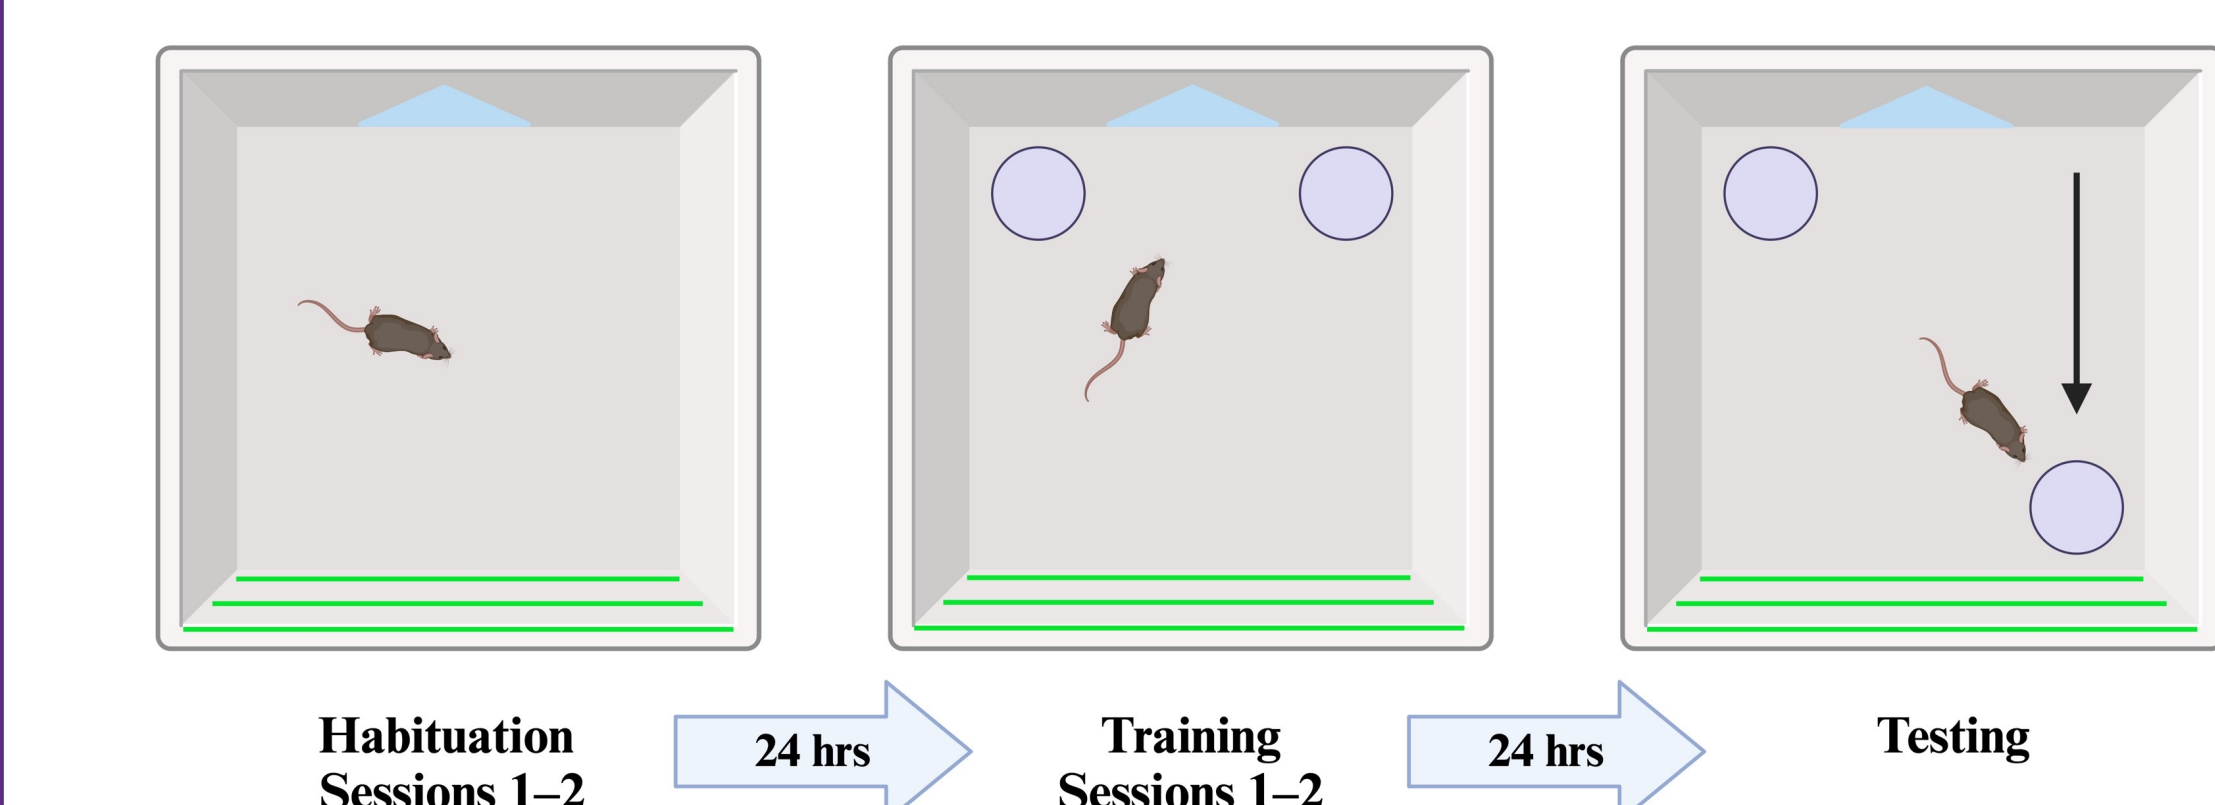 Habituation
Sessions 1–2
24 hrs
Training
Sessions 1–2
24 hrs
Testing